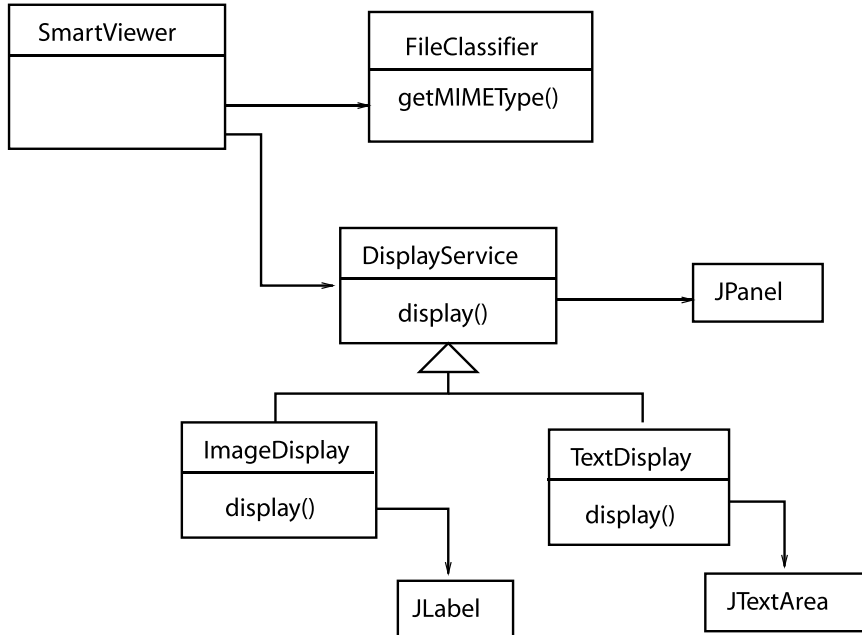 SmartViewer
FileClassifier
getMIMEType()
DisplayService
display()
JPanel
ImageDisplay
display()
TextDisplay
display()
JLabel
JTextArea